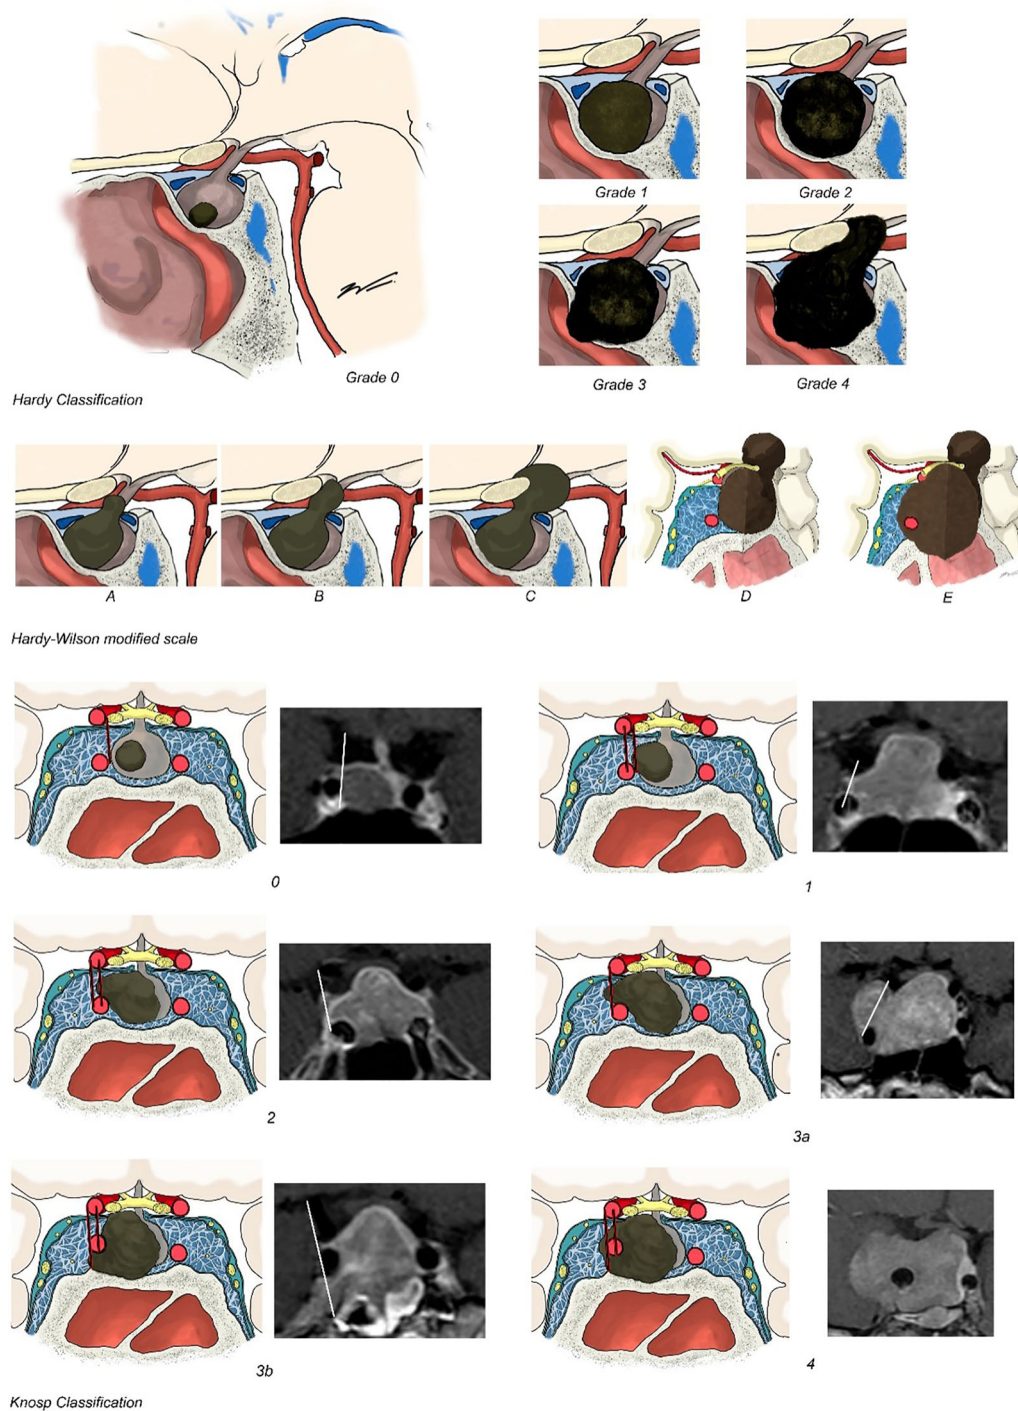 Grade 1
Grade 2
Grade 0
Grade 3
Grade 4
Hardy Classification
A
B
C
D
E
Hardy-Wilson modified scale
0
1
2
3a
3b
4
Knosp Classification